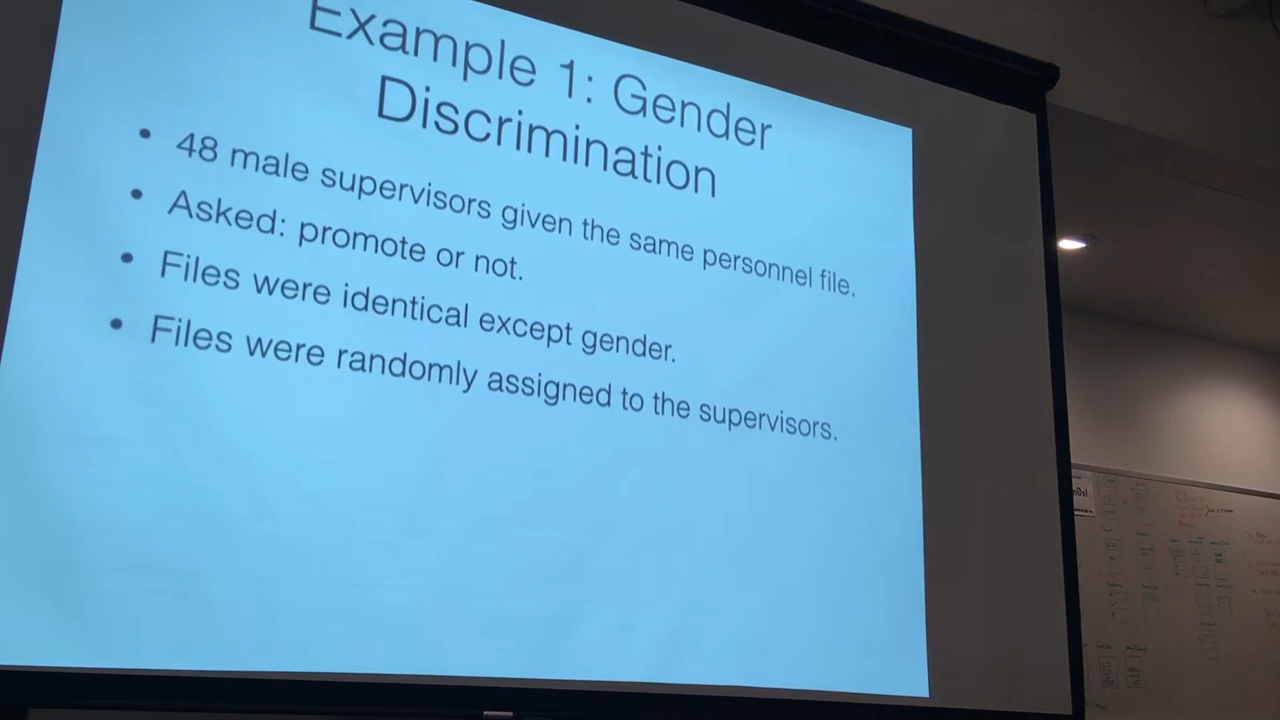 Example 1: Gender
Discrimination
• 48 male supervisors given the same personnel file.
• Asked: promote or not.
• Files were identical except gender.
• Files were randomly assigned to the supervisors.